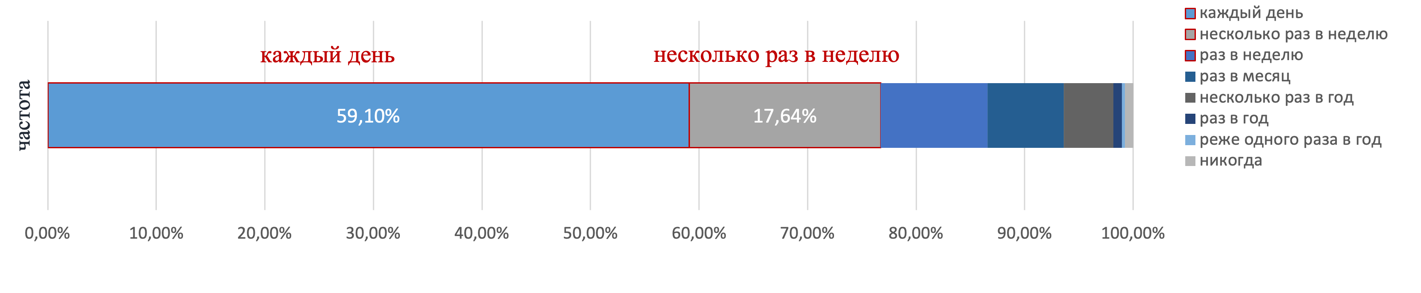 каждый день
несколько раз в неделю
частота
59,10%
17,64%
0,00%
10,00%
20,00%
30,00%
40,00%
50,00%
60,00%
70,00%
80,00%
90,00%
100,00%
каждый день
несколько раз в неделю
раз в неделю
раз в месяц
несколько раз в год
раз в год
реже одного раза в год
никогда